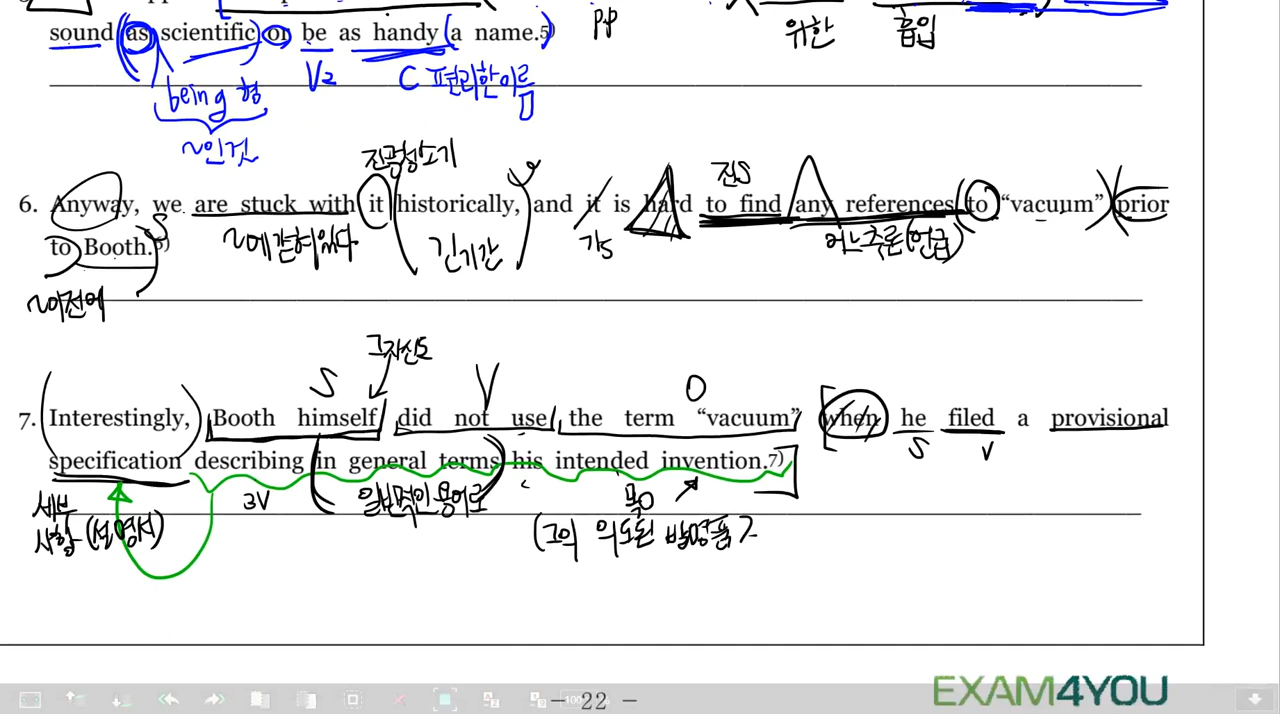 pp
위한
흡입
sound (as scientific) or be as handy (a name.5)
being 형
V2
C 편리한이름
~인것
진공청소기
진S
6. Anyway, we are stuck with it historically, and it is hard to find any references to “vacuum” prior
S
~에갇혀있다
긴기간
가S
어느추론(언급)
to Booth.6)
~이전에
그자신도
S
V
O
7. Interestingly, Booth himself did not use the term “vacuum” when he filed a provisional
S
V
specification describing in general terms his intended invention.7)
세부
사항(설명서)
3V
일반적인 용어로
목O
(그의 의도된 발명품
- 22 -
EXAM4YOU